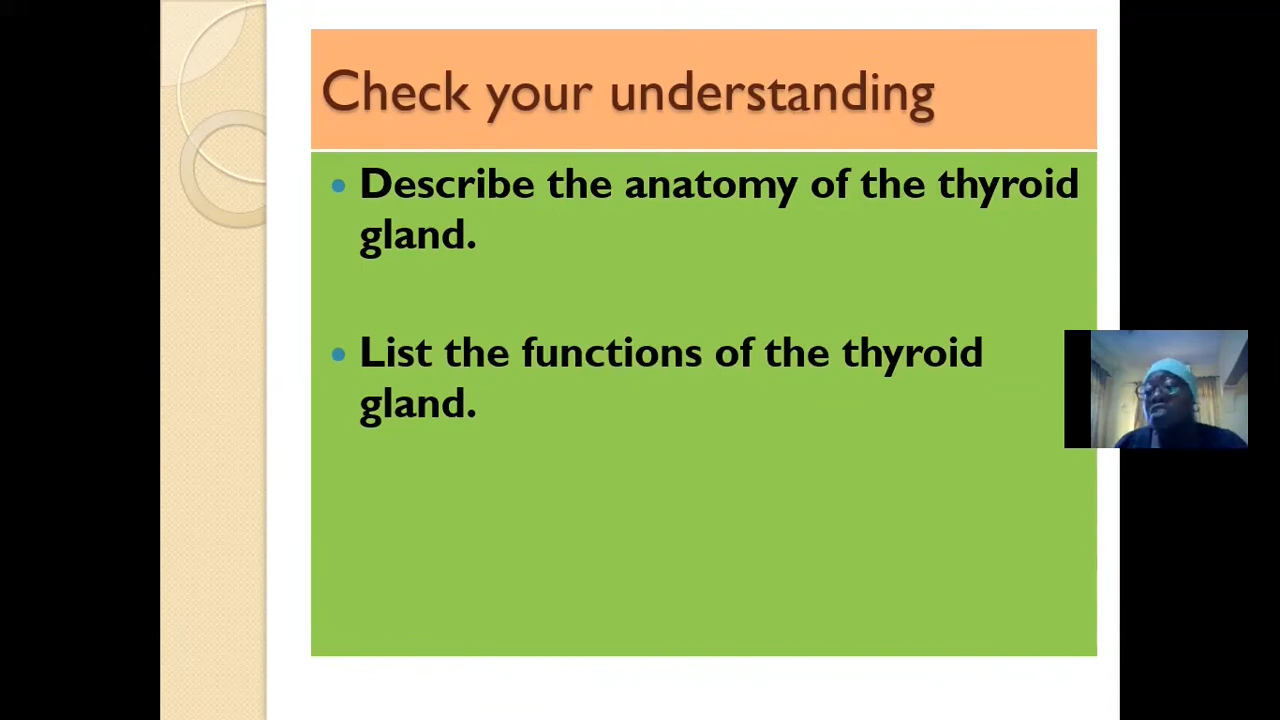 Check your understanding
• Describe the anatomy of the thyroid
gland.
• List the functions of the thyroid
gland.